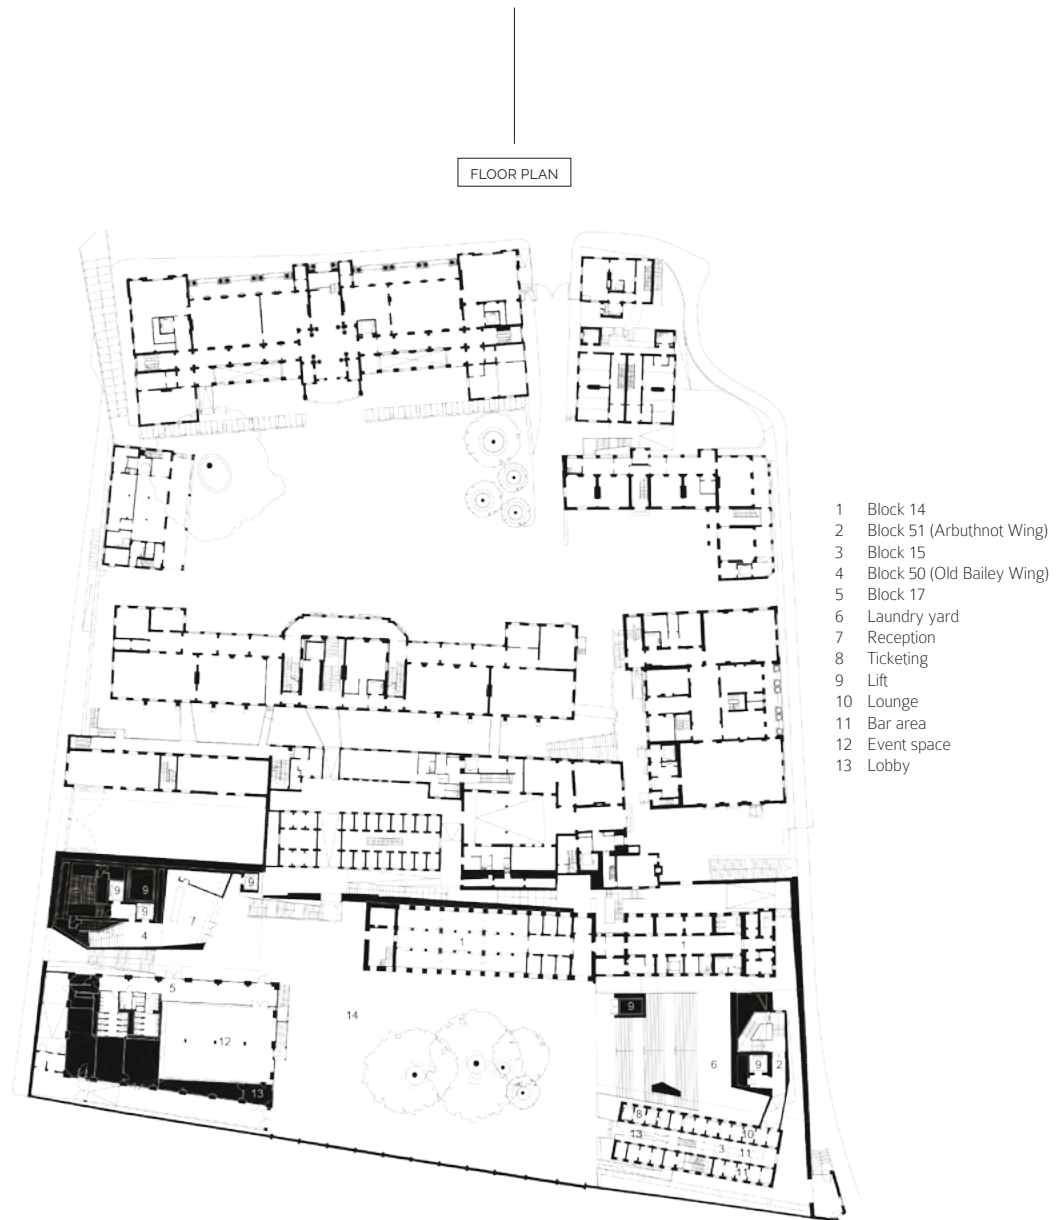 FLOOR PLAN
1 Block 14
2 Block 51 (Arbuthnot Wing)
3 Block 15
4 Block 50 (Old Bailey Wing)
5 Block 17
6 Laundry yard
7 Reception
8 Ticketing
9 Lift
10 Lounge
11 Bar area
12 Event space
13 Lobby
9
9
9
9
7
4
1
1
5
14
9
12
6
9
2
13
8
10
13
3
11
11